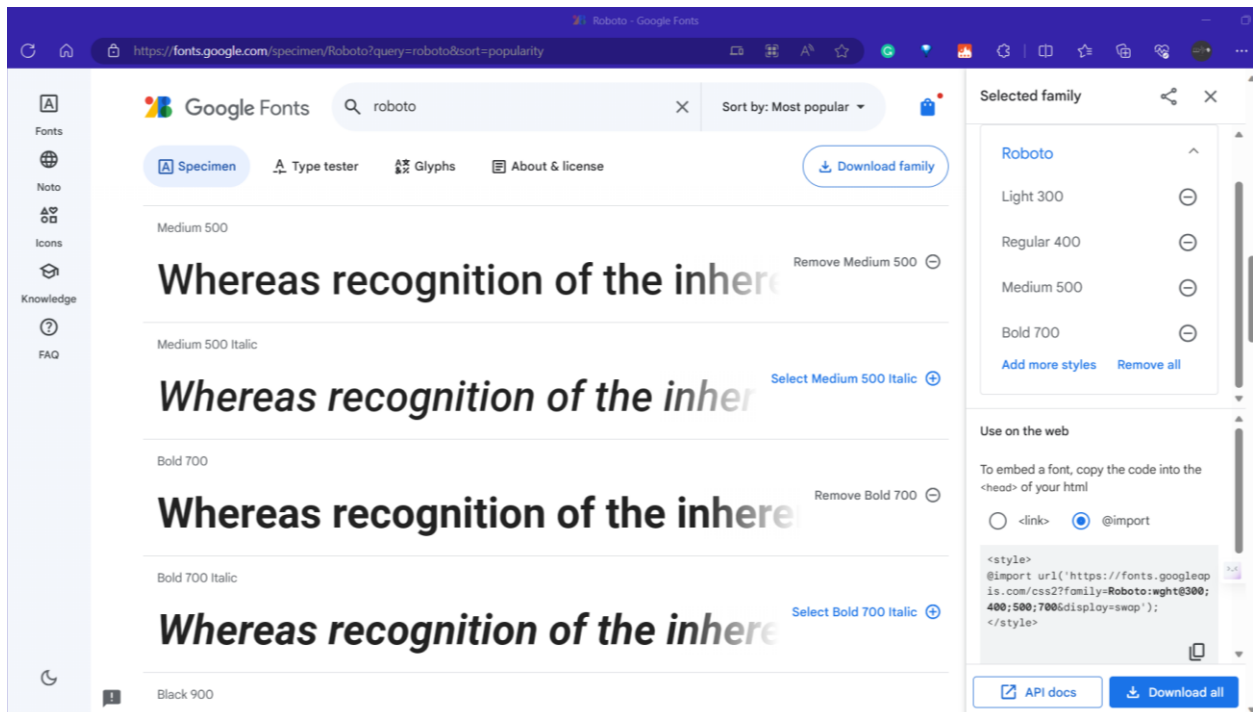 Roboto - Google Fonts
https://fonts.google.com/specimen/Roboto?query=roboto&sort=popularity
Fonts
Noto
Icons
Knowledge
FAQ
Google Fonts
roboto
Sort by: Most popular
Specimen
Type tester
Glyphs
About & license
Download family
Medium 500
Whereas recognition of the inhere
Remove Medium 500
Medium 500 Italic
Whereas recognition of the inher
Select Medium 500 Italic
Bold 700
Whereas recognition of the inhere
Remove Bold 700
Bold 700 Italic
Whereas recognition of the inhere
Select Bold 700 Italic
Black 900
Selected family
Roboto
Light 300
Regular 400
Medium 500
Bold 700
Add more styles Remove all
Use on the web
To embed a font, copy the code into the
<head> of your html
<link> @import
<style>
@import url('https://fonts.googleap
is.com/css2?family=Roboto:wght@300;
400;500;700&display=swap');
</style>
API docs
Download all